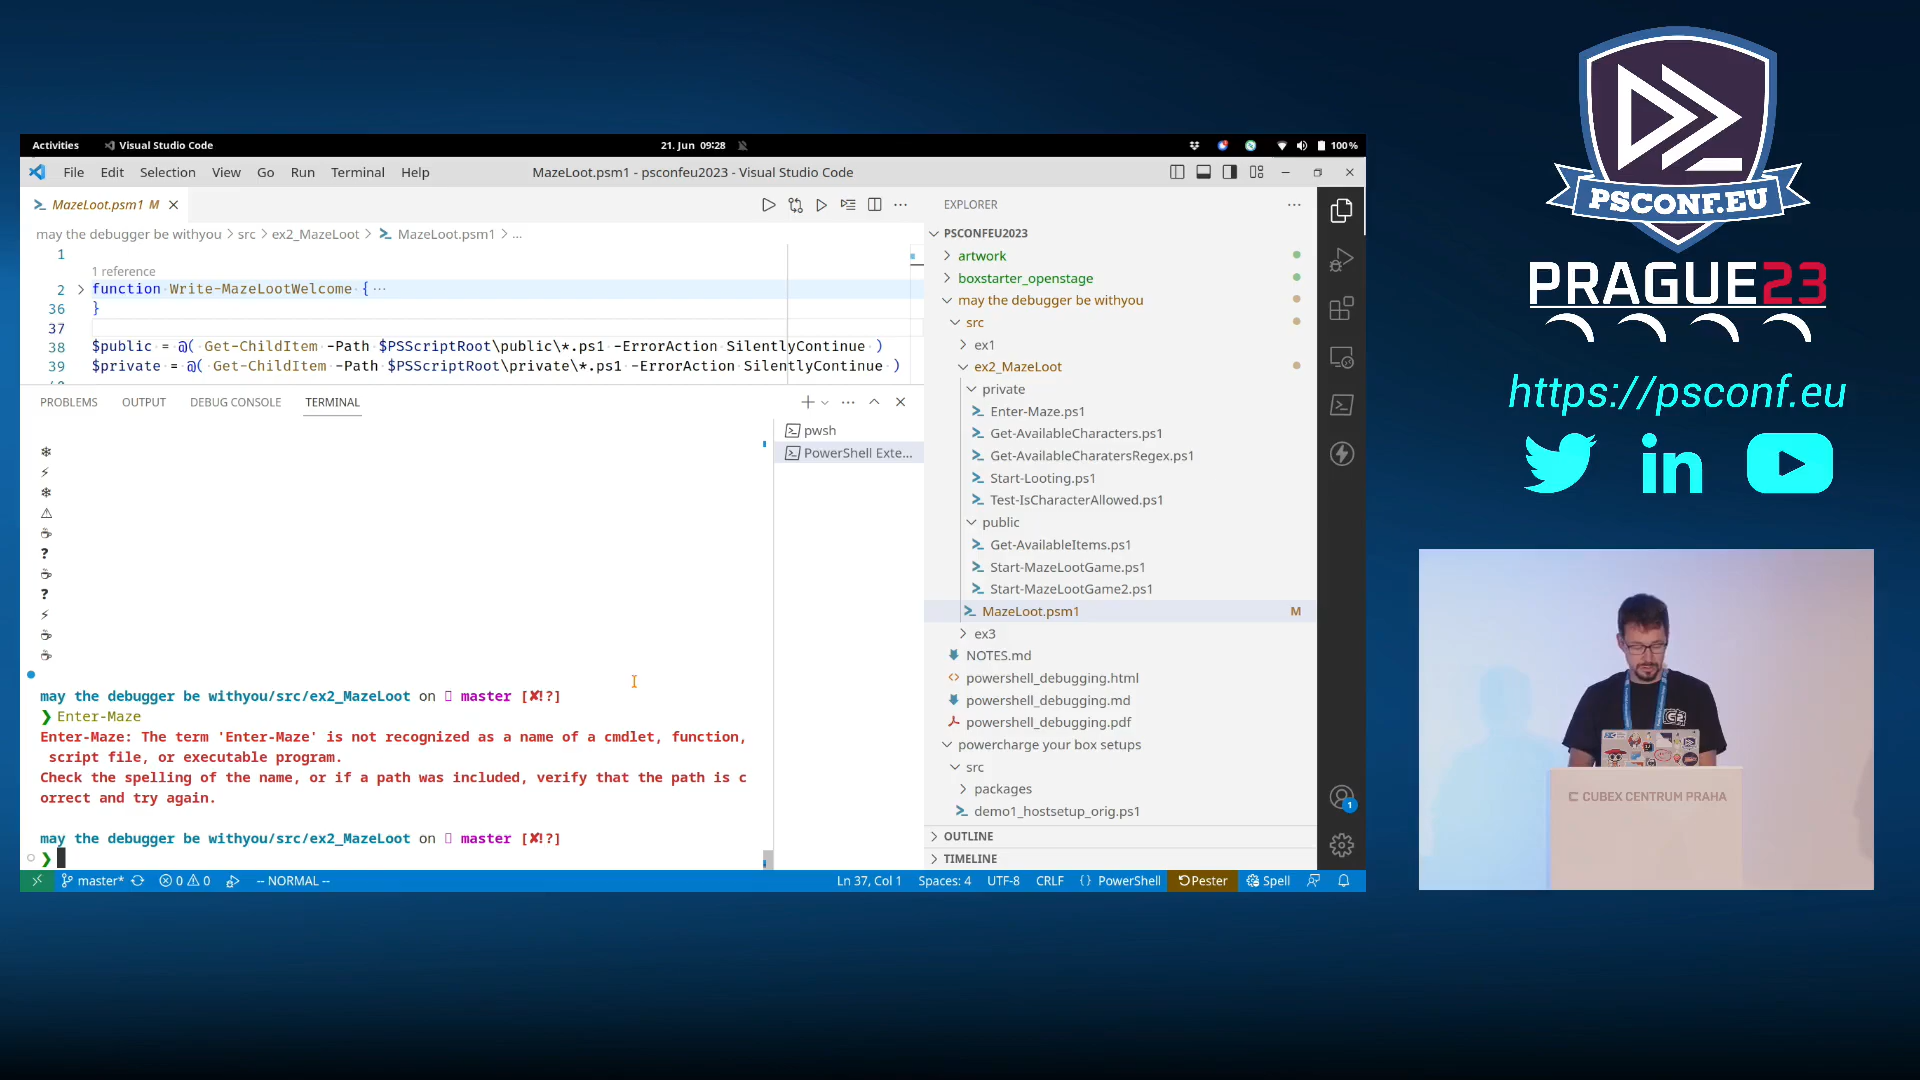 Activities
Visual Studio Code
21. Jun 09:28
100%
File Edit Selection View Go Run Terminal Help
MazeLoot.psm1 - psconfeu2023 - Visual Studio Code
MazeLoot.psm1 M
may the debugger be withyou > src > ex2_MazeLoot > MazeLoot.psm1 > ...
1
1 reference
2 > function Write-MazeLootWelcome { ···
36 }
37
38 $public = @( Get-ChildItem -Path $PSScriptRoot\public\*.ps1 -ErrorAction SilentlyContinue )
39 $private = @( Get-ChildItem -Path $PSScriptRoot\private\*.ps1 -ErrorAction SilentlyContinue )
PROBLEMS OUTPUT DEBUG CONSOLE TERMINAL
pwsh
PowerShell Exte...
?
?
may the debugger be withyou/src/ex2_MazeLoot on master [✘!?]
❯ Enter-Maze
Enter-Maze: The term 'Enter-Maze' is not recognized as a name of a cmdlet, function,
script file, or executable program.
Check the spelling of the name, or if a path was included, verify that the path is c
orrect and try again.
may the debugger be withyou/src/ex2_MazeLoot on master [✘!?]
❯
EXPLORER
PSCONFEU2023
artwork
boxstarter_openstage
may the debugger be withyou
src
ex1
ex2_MazeLoot
private
Enter-Maze.ps1
Get-AvailableCharacters.ps1
Get-AvailableCharatersRegex.ps1
Start-Looting.ps1
Test-IsCharacterAllowed.ps1
public
Get-AvailableItems.ps1
Start-MazeLootGame.ps1
Start-MazeLootGame2.ps1
MazeLoot.psm1 M
ex3
NOTES.md
powershell_debugging.html
powershell_debugging.md
powershell_debugging.pdf
powercharge your box setups
src
packages
demo1_hostsetup_orig.ps1
OUTLINE
TIMELINE
1
master* 0 0 -- NORMAL -- Ln 37, Col 1 Spaces: 4 UTF-8 CRLF {} PowerShell Pester Spell
PSCONF.EU
PRAGUE23
https://psconf.eu
in
CUBEX CENTRUM PRAHA